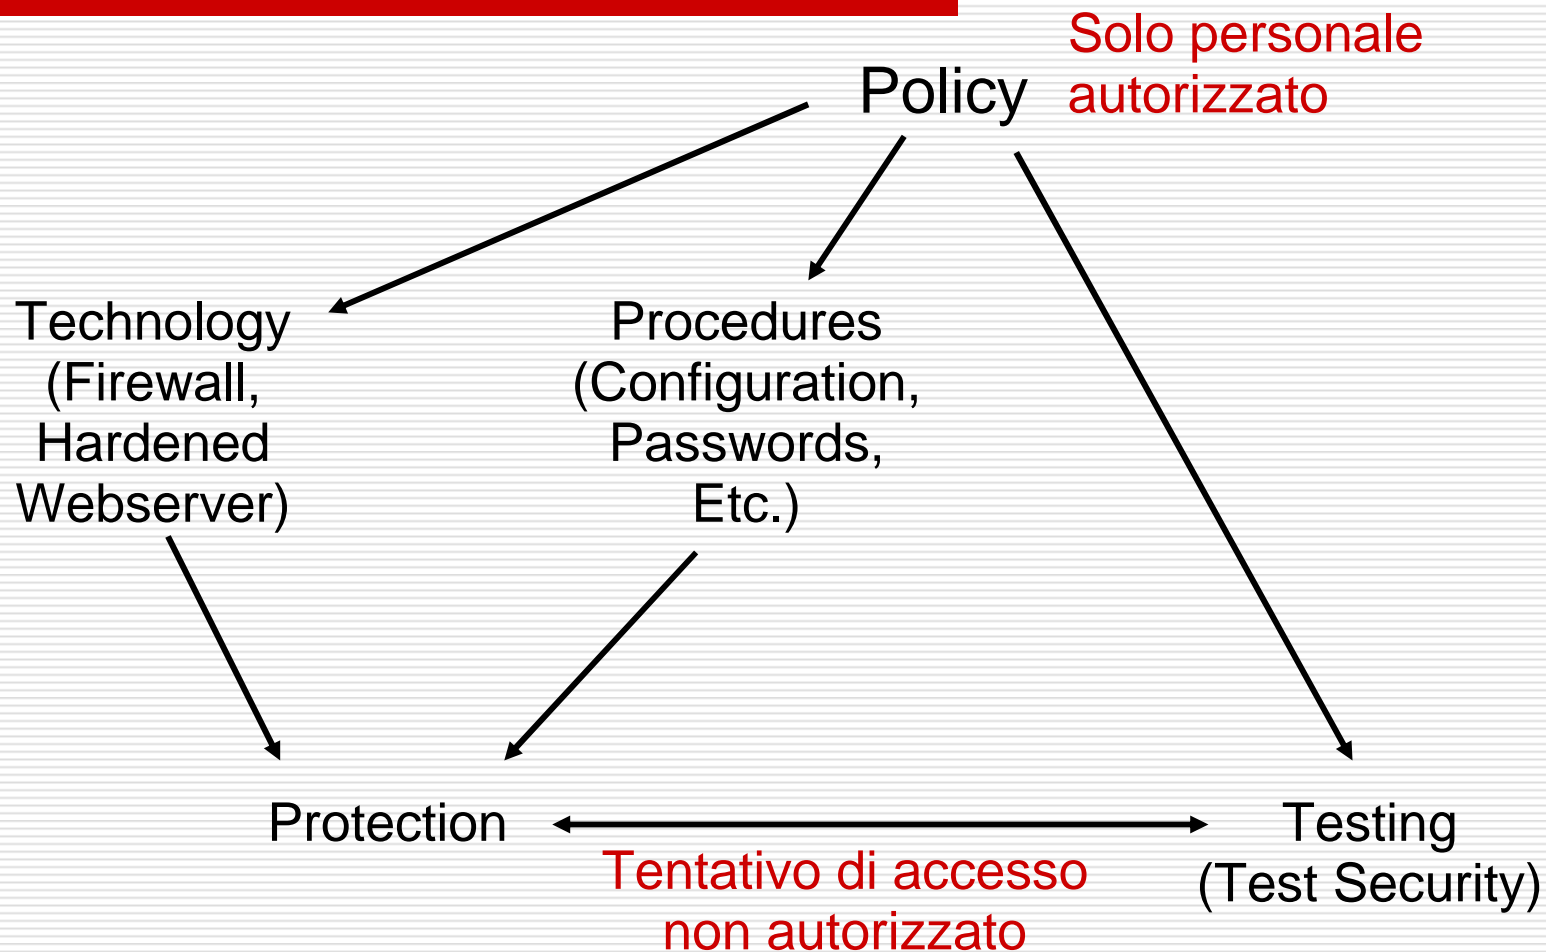 Solo personale
autorizzato
Policy
Technology
(Firewall,
Hardened
Webserver)
Procedures
(Configuration,
Passwords,
Etc.)
Protection
Tentativo di accesso
non autorizzato
Testing
(Test Security)